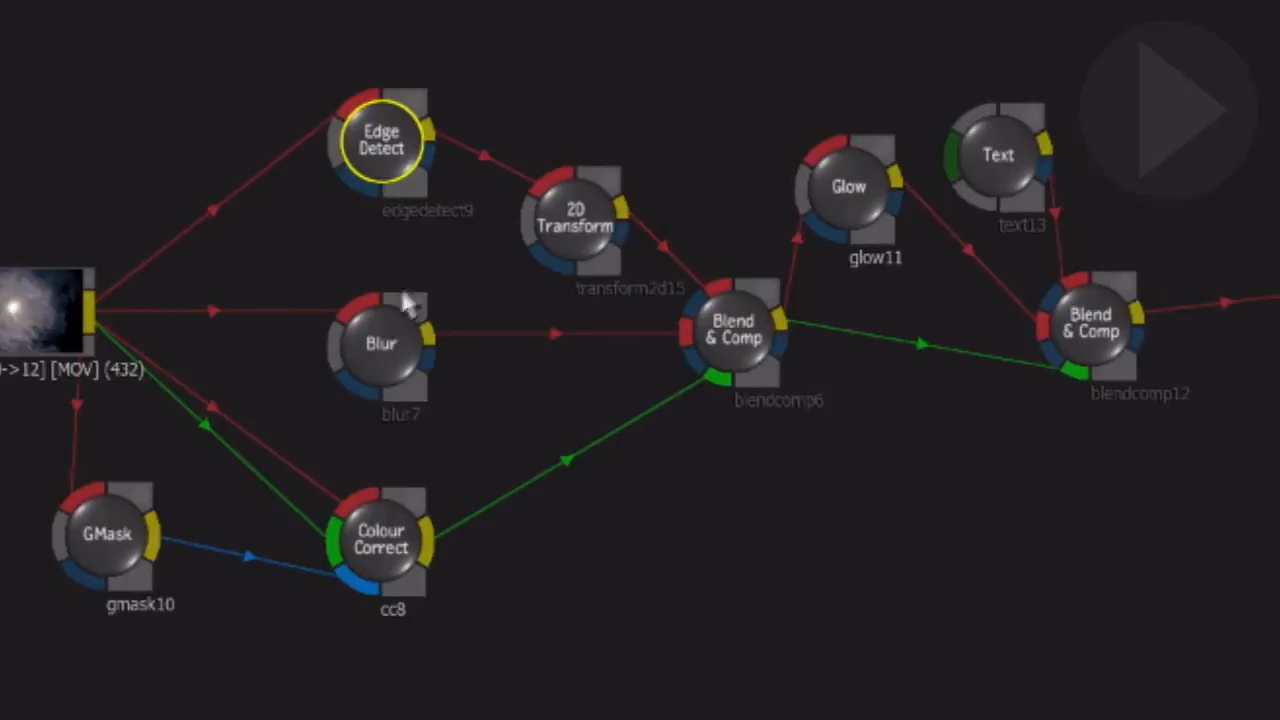 Edge
Detect
edgedetect9
2D
Transform
transform2d15
Glow
glow11
Text
text13
->12] [MOV] (432)
Blur
blur7
Blend
& Comp
blendcomp6
Blend
& Comp
blendcomp12
GMask
gmask10
Colour
Correct
cc8